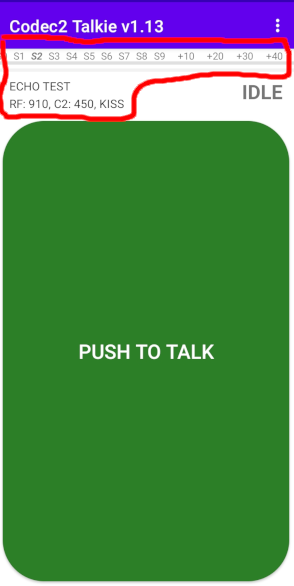 Codec2 Talkie v1.13
S1 S2 S3 S4 S5 S6 S7 S8 S9 +10 +20 +30 +40
ECHO TEST
IDLE
RF: 910, C2: 450, KISS
PUSH TO TALK